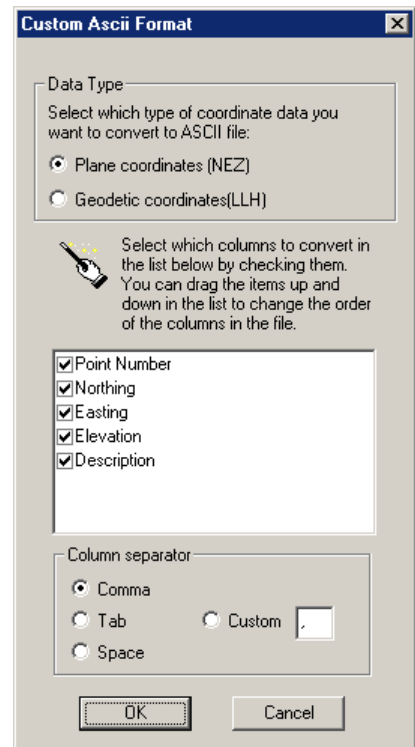 Custom Ascii Format
Data Type
Select which type of coordinate data you
want to convert to ASCII file:
Plane coordinates (NEZ)
Geodetic coordinates(LLH)
Select which columns to convert in
the list below by checking them.
You can drag the items up and
down in the list to change the order
of the columns in the file.
Point Number
Northing
Easting
Elevation
Description
Column separator
Comma
Tab
Custom ,
Space
OK Cancel